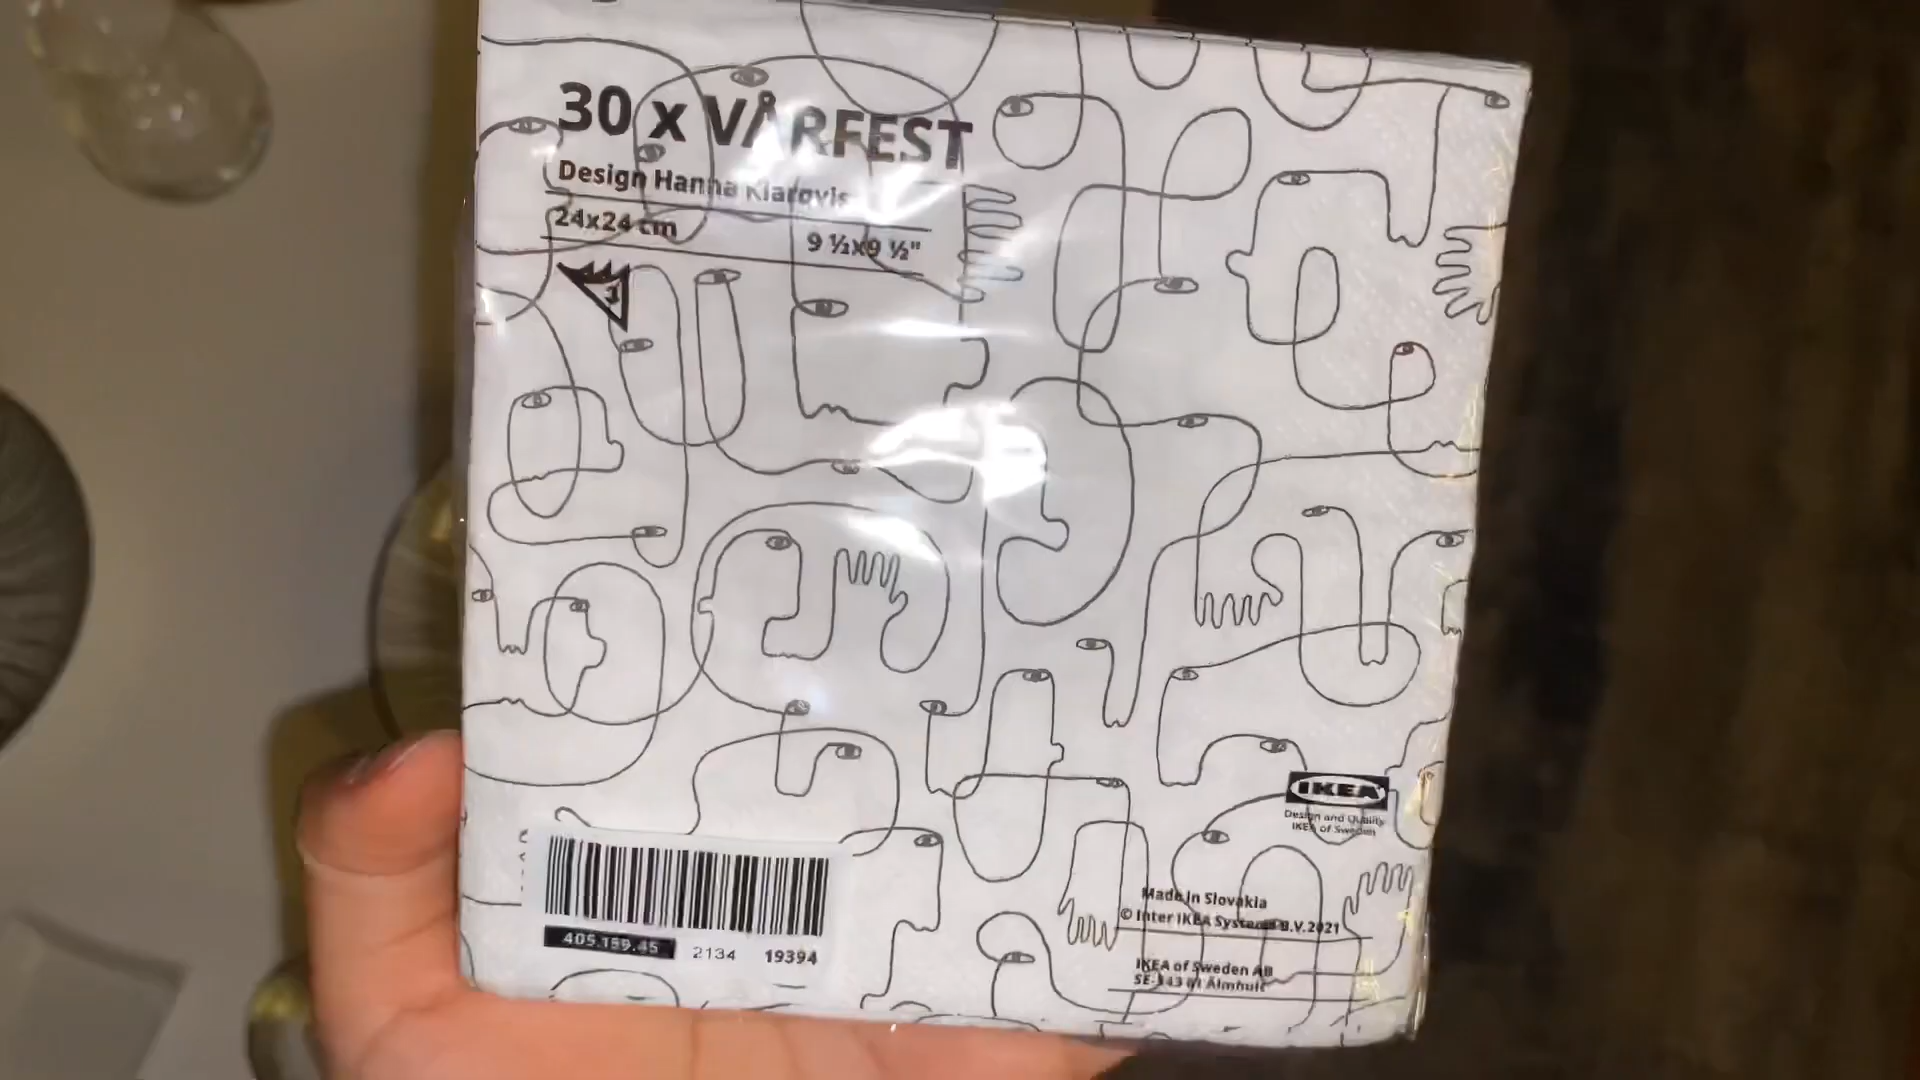 30 x VÅRFEST
Design Hanna Klarovis
24x24 cm 9 ½x9 ½"
1
IKEA
Design and Quality
IKEA of Sweden
Made in Slovakia
© Inter IKEA Systems B.V. 2021
IKEA of Sweden AB
SE-343 81 Älmhult
405.159.45 2134 19394